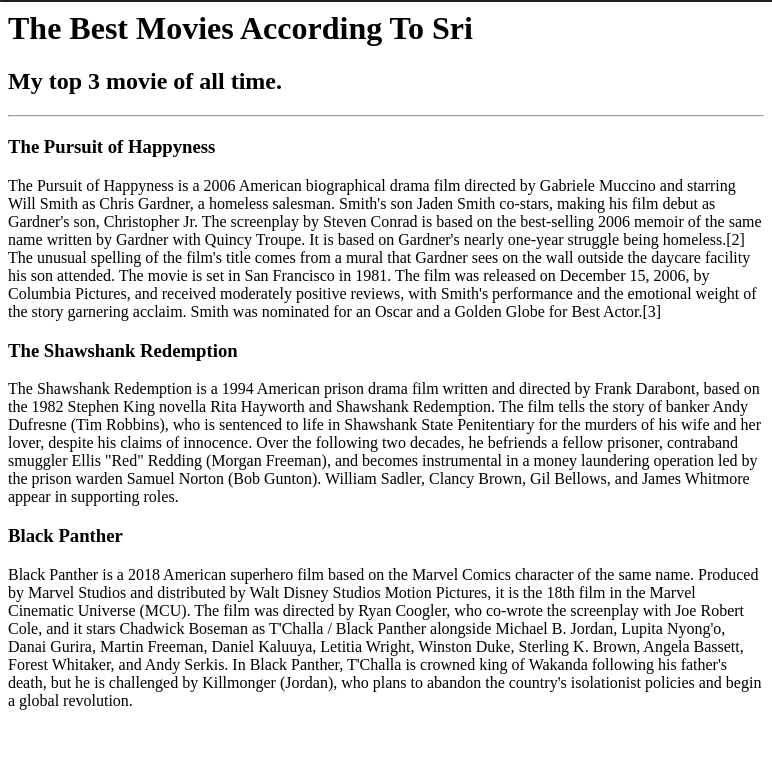 The Best Movies According To Sri
My top 3 movie of all time.
The Pursuit of Happyness
The Pursuit of Happyness is a 2006 American biographical drama film directed by Gabriele Muccino and starring
Will Smith as Chris Gardner, a homeless salesman. Smith's son Jaden Smith co-stars, making his film debut as
Gardner's son, Christopher Jr. The screenplay by Steven Conrad is based on the best-selling 2006 memoir of the same
name written by Gardner with Quincy Troupe. It is based on Gardner's nearly one-year struggle being homeless.[2]
The unusual spelling of the film's title comes from a mural that Gardner sees on the wall outside the daycare facility
his son attended. The movie is set in San Francisco in 1981. The film was released on December 15, 2006, by
Columbia Pictures, and received moderately positive reviews, with Smith's performance and the emotional weight of
the story garnering acclaim. Smith was nominated for an Oscar and a Golden Globe for Best Actor.[3]
The Shawshank Redemption
The Shawshank Redemption is a 1994 American prison drama film written and directed by Frank Darabont, based on
the 1982 Stephen King novella Rita Hayworth and Shawshank Redemption. The film tells the story of banker Andy
Dufresne (Tim Robbins), who is sentenced to life in Shawshank State Penitentiary for the murders of his wife and her
lover, despite his claims of innocence. Over the following two decades, he befriends a fellow prisoner, contraband
smuggler Ellis "Red" Redding (Morgan Freeman), and becomes instrumental in a money laundering operation led by
the prison warden Samuel Norton (Bob Gunton). William Sadler, Clancy Brown, Gil Bellows, and James Whitmore
appear in supporting roles.
Black Panther
Black Panther is a 2018 American superhero film based on the Marvel Comics character of the same name. Produced
by Marvel Studios and distributed by Walt Disney Studios Motion Pictures, it is the 18th film in the Marvel
Cinematic Universe (MCU). The film was directed by Ryan Coogler, who co-wrote the screenplay with Joe Robert
Cole, and it stars Chadwick Boseman as T'Challa / Black Panther alongside Michael B. Jordan, Lupita Nyong'o,
Danai Gurira, Martin Freeman, Daniel Kaluuya, Letitia Wright, Winston Duke, Sterling K. Brown, Angela Bassett,
Forest Whitaker, and Andy Serkis. In Black Panther, T'Challa is crowned king of Wakanda following his father's
death, but he is challenged by Killmonger (Jordan), who plans to abandon the country's isolationist policies and begin
a global revolution.